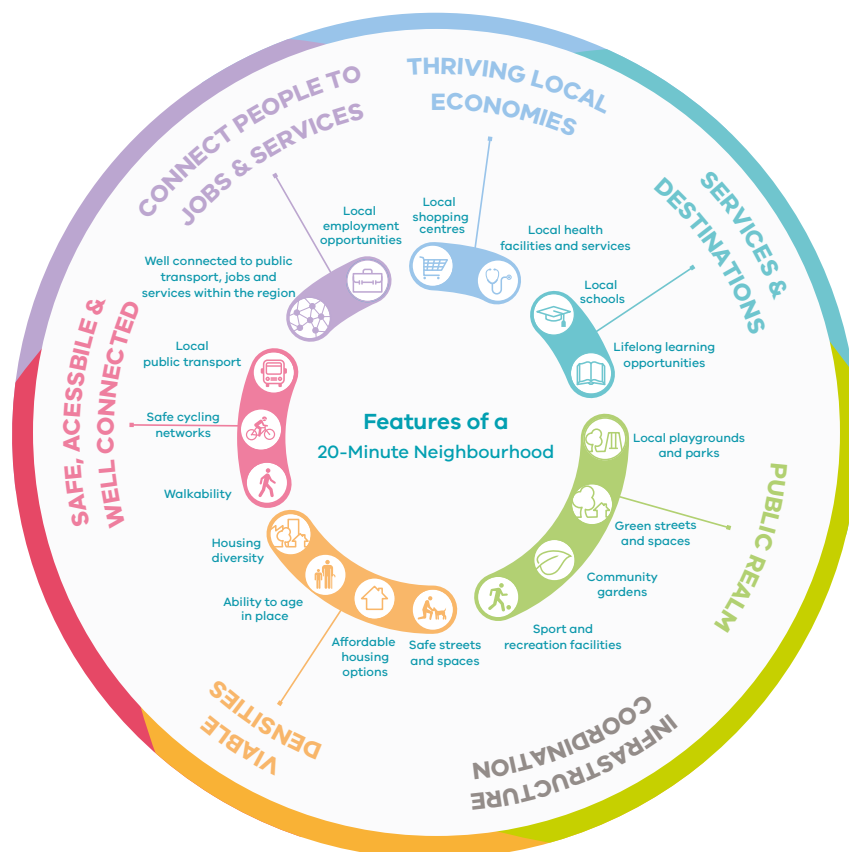 Features of a
20-Minute Neighbourhood
THRIVING LOCAL
ECONOMIES
Local
shopping
centres
Local health
facilities and services
SERVICES &
DESTINATIONS
Local
schools
Lifelong learning
opportunities
PUBLIC REALM
Local playgrounds
and parks
Green streets
and spaces
Community
gardens
Sport and
recreation facilities
INFRASTRUCTURE
COORDINATION
VIABLE
DENSITIES
Safe streets
and spaces
Affordable
housing
options
Ability to age
in place
Housing
diversity
SAFE, ACESSBILE &
WELL CONNECTED
Walkability
Safe cycling
networks
Local
public transport
CONNECT PEOPLE TO
JOBS & SERVICES
Well connected to public
transport, jobs and
services within the region
Local
employment
opportunities